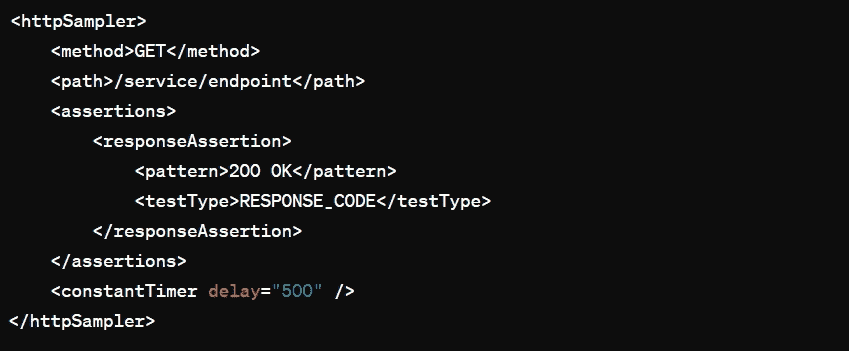 <httpSampler>
    <method>GET</method>
    <path>/service/endpoint</path>
    <assertions>
        <responseAssertion>
            <pattern>200 OK</pattern>
            <testType>RESPONSE_CODE</testType>
        </responseAssertion>
    </assertions>
    <constantTimer delay="500" />
</httpSampler>